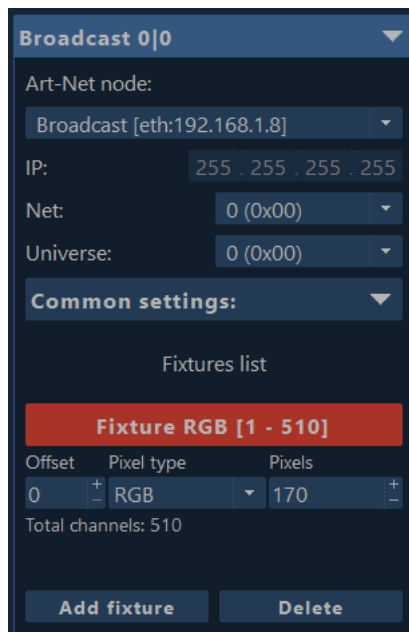 Broadcast 0|0
Art-Net node:
Broadcast [eth:192.168.1.8]
IP: 255 . 255 . 255 . 255
Net: 0 (0x00)
Universe: 0 (0x00)
Common settings:
Fixtures list
Fixture RGB [1 - 510]
Offset Pixel type Pixels
0 + − RGB 170 + −
Total channels: 510
Add fixture Delete